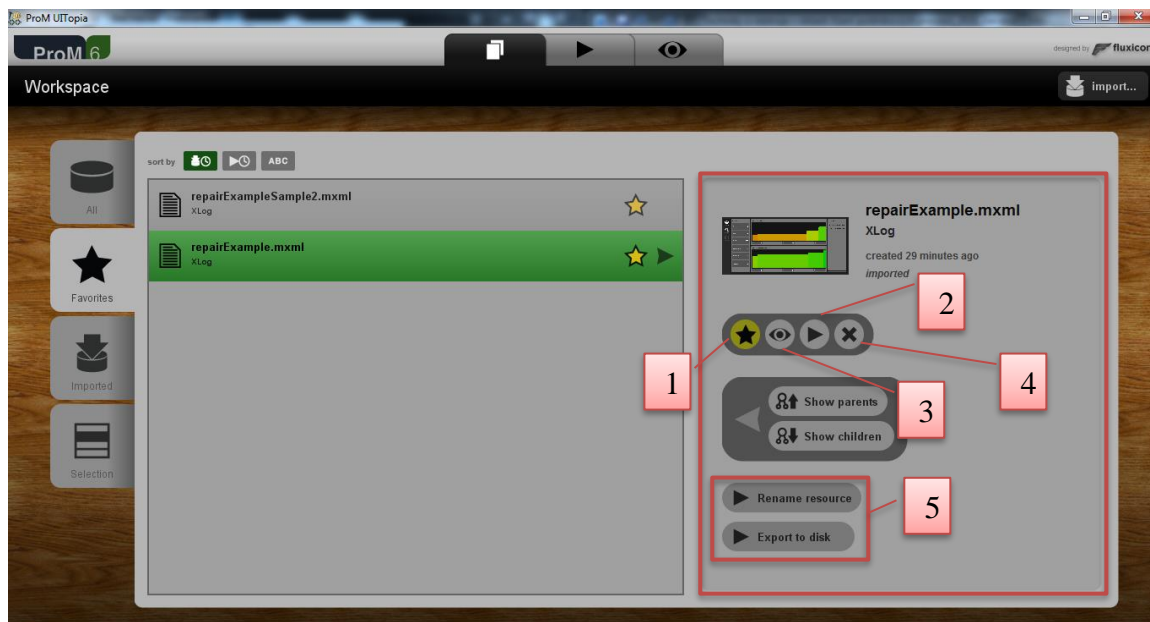 ProM UITopia
ProM 6
designed by fluxicon
Workspace
import...
All
Favorites
Imported
Selection
sort by ABC
repairExampleSample2.mxml
XLog
repairExample.mxml
XLog
repairExample.mxml
XLog
created 29 minutes ago
imported
2
1
4
3
Show parents
Show children
Rename resource
Export to disk
5